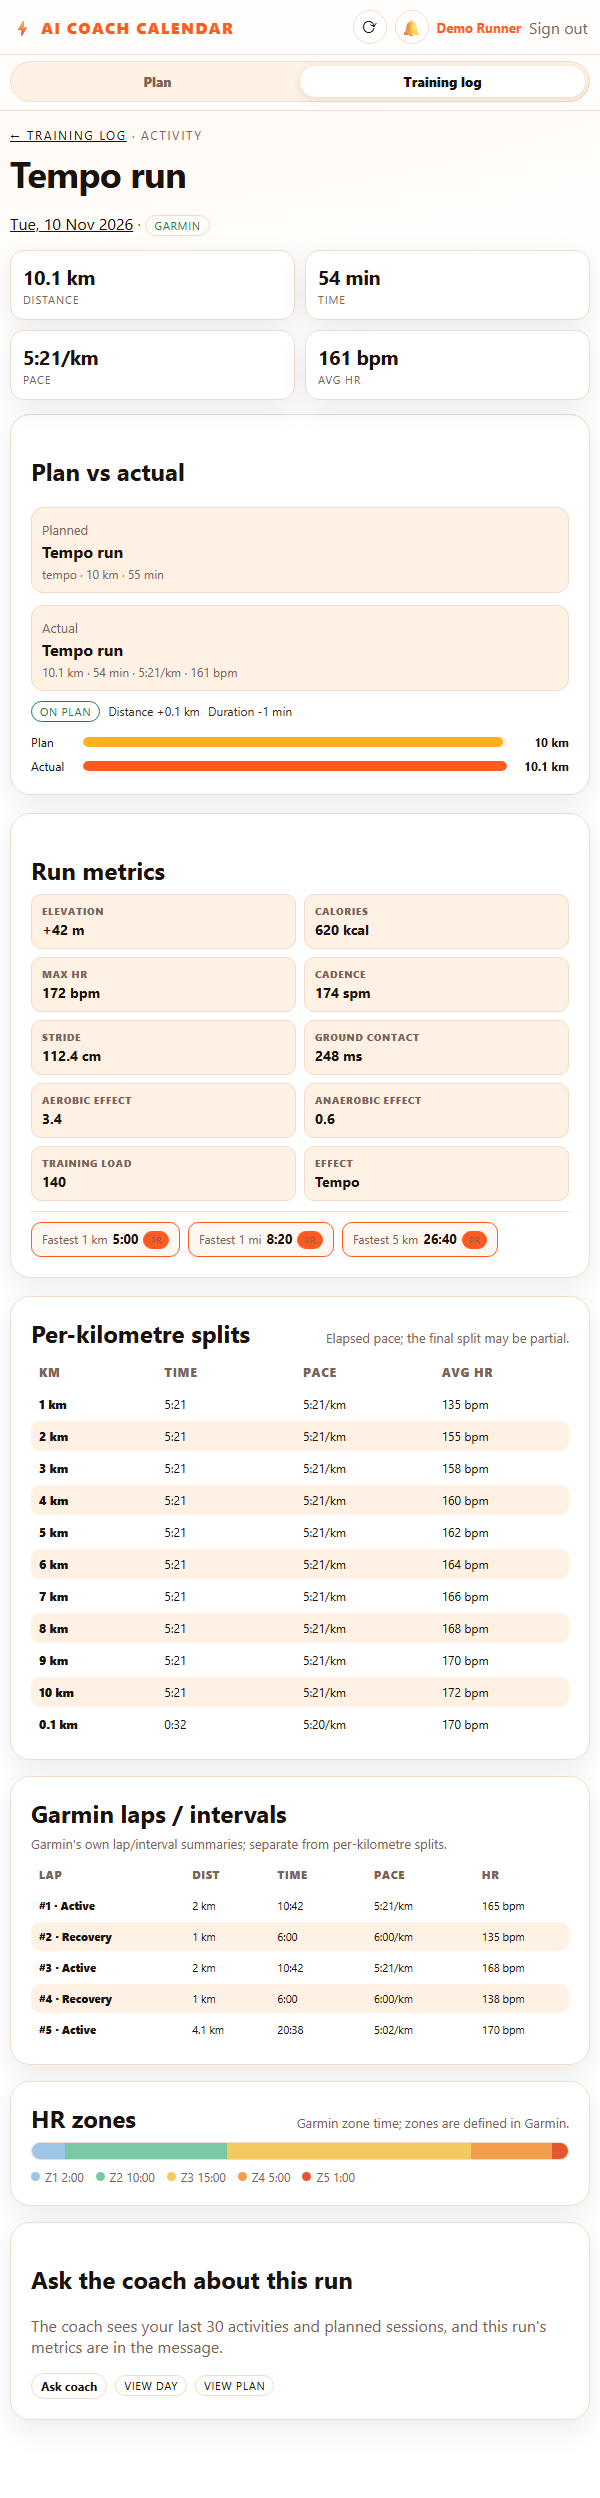 AI COACH CALENDAR
Demo Runner Sign out
Plan Training log
← TRAINING LOG · ACTIVITY
Tempo run
Tue, 10 Nov 2026 · GARMIN
10.1 km
DISTANCE
54 min
TIME
5:21/km
PACE
161 bpm
AVG HR
Plan vs actual
Planned
Tempo run
tempo · 10 km · 55 min
Actual
Tempo run
10.1 km · 54 min · 5:21/km · 161 bpm
ON PLAN Distance +0.1 km Duration -1 min
Plan 10 km
Actual 10.1 km
Run metrics
ELEVATION
+42 m
CALORIES
620 kcal
MAX HR
172 bpm
CADENCE
174 spm
STRIDE
112.4 cm
GROUND CONTACT
248 ms
AEROBIC EFFECT
3.4
ANAEROBIC EFFECT
0.6
TRAINING LOAD
140
EFFECT
Tempo
Fastest 1 km 5:00 PR
Fastest 1 mi 8:20 PR
Fastest 5 km 26:40 PR
Per-kilometre splits
Elapsed pace; the final split may be partial.
KM TIME PACE AVG HR
1 km 5:21 5:21/km 135 bpm
2 km 5:21 5:21/km 155 bpm
3 km 5:21 5:21/km 158 bpm
4 km 5:21 5:21/km 160 bpm
5 km 5:21 5:21/km 162 bpm
6 km 5:21 5:21/km 164 bpm
7 km 5:21 5:21/km 166 bpm
8 km 5:21 5:21/km 168 bpm
9 km 5:21 5:21/km 170 bpm
10 km 5:21 5:21/km 172 bpm
0.1 km 0:32 5:20/km 170 bpm
Garmin laps / intervals
Garmin's own lap/interval summaries; separate from per-kilometre splits.
LAP DIST TIME PACE HR
#1 · Active 2 km 10:42 5:21/km 165 bpm
#2 · Recovery 1 km 6:00 6:00/km 135 bpm
#3 · Active 2 km 10:42 5:21/km 168 bpm
#4 · Recovery 1 km 6:00 6:00/km 138 bpm
#5 · Active 4.1 km 20:38 5:02/km 170 bpm
HR zones
Garmin zone time; zones are defined in Garmin.
Z1 2:00 Z2 10:00 Z3 15:00 Z4 5:00 Z5 1:00
Ask the coach about this run
The coach sees your last 30 activities and planned sessions, and this run's
metrics are in the message.
Ask coach VIEW DAY VIEW PLAN